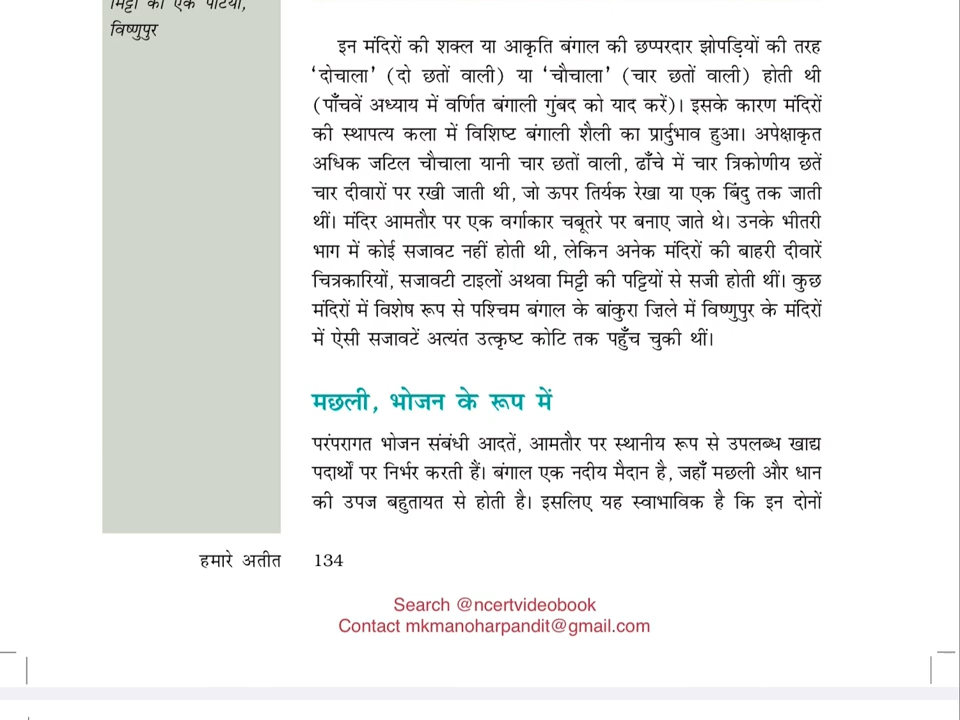 मिट्टी की एक पटिया,
विष्णुपुर
इन मंदिरों की शक्ल या आकृति बंगाल की छप्परदार झोपड़ियों की तरह
‘दोचाला’ (दो छतों वाली) या ‘चौचाला’ (चार छतों वाली) होती थी
(पाँचवें अध्याय में वर्णित बंगाली गुंबद को याद करें)। इसके कारण मंदिरों
की स्थापत्य कला में विशिष्ट बंगाली शैली का प्रार्दुभाव हुआ। अपेक्षाकृत
अधिक जटिल चौचाला यानी चार छतों वाली, ढाँचे में चार त्रिकोणीय छतें
चार दीवारों पर रखी जाती थी, जो ऊपर तिर्यक रेखा या एक बिंदु तक जाती
थीं। मंदिर आमतौर पर एक वर्गाकार चबूतरे पर बनाए जाते थे। उनके भीतरी
भाग में कोई सजावट नहीं होती थी, लेकिन अनेक मंदिरों की बाहरी दीवारें
चित्रकारियों, सजावटी टाइलों अथवा मिट्टी की पट्टियों से सजी होती थीं। कुछ
मंदिरों में विशेष रूप से पश्चिम बंगाल के बांकुरा ज़िले में विष्णुपुर के मंदिरों
में ऐसी सजावटें अत्यंत उत्कृष्ट कोटि तक पहुँच चुकी थीं।
मछली, भोजन के रूप में
परंपरागत भोजन संबंधी आदतें, आमतौर पर स्थानीय रूप से उपलब्ध खाद्य
पदार्थों पर निर्भर करती हैं। बंगाल एक नदीय मैदान है, जहाँ मछली और धान
की उपज बहुतायत से होती है। इसलिए यह स्वाभाविक है कि इन दोनों
हमारे अतीत 134
Search @ncertvideobook
Contact mkmanoharpandit@gmail.com